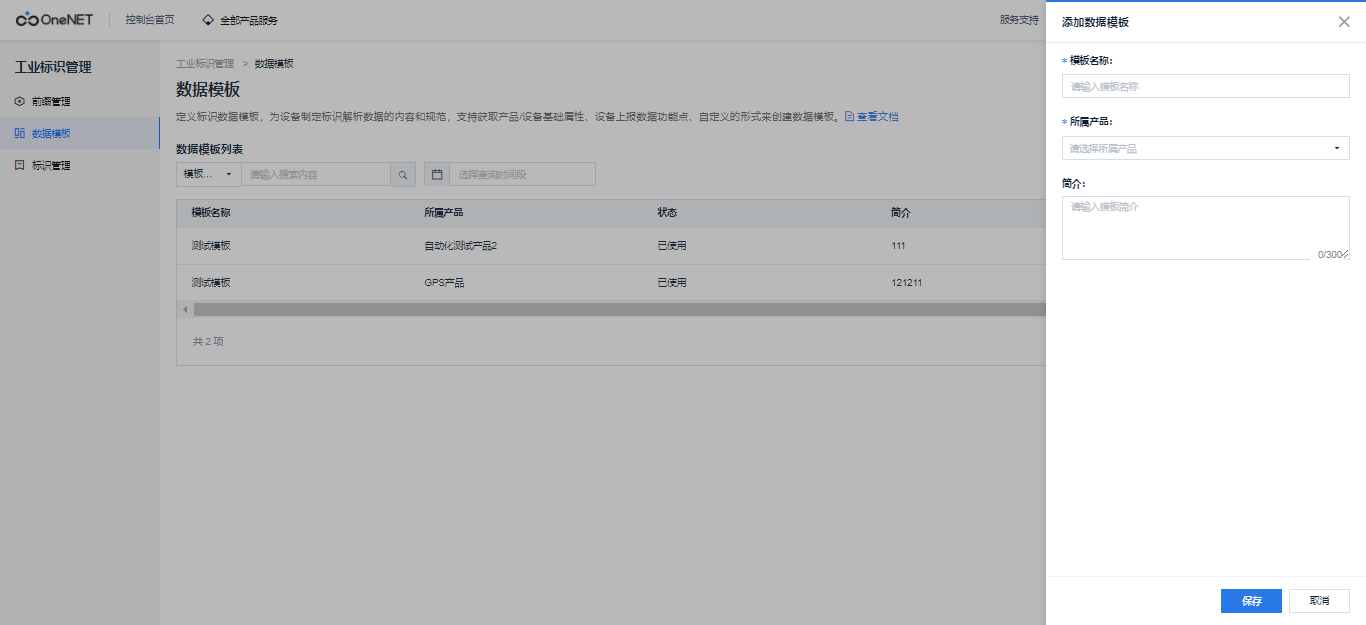 OneNET 控制台首页 全部产品服务 服务支持
工业标识管理
前缀管理
数据模板
标识管理
工业标识管理 > 数据模板
数据模板
定义标识数据模板，为设备制定标识解析数据的内容和规范，支持获取产品/设备基础属性、设备上报数据功能点、自定义的形式来创建数据模板。 查看文档
数据模板列表
模板... 请输入搜索内容 选择查询时间段
模板名称 所属产品 状态 简介
测试模板 自动化测试产品2 已使用 111
测试模板 GPS产品 已使用 121211
共 2 项
添加数据模板
* 模板名称:
请输入模板名称
* 所属产品:
请选择所属产品
简介:
请输入模板简介
0/300
保存 取消